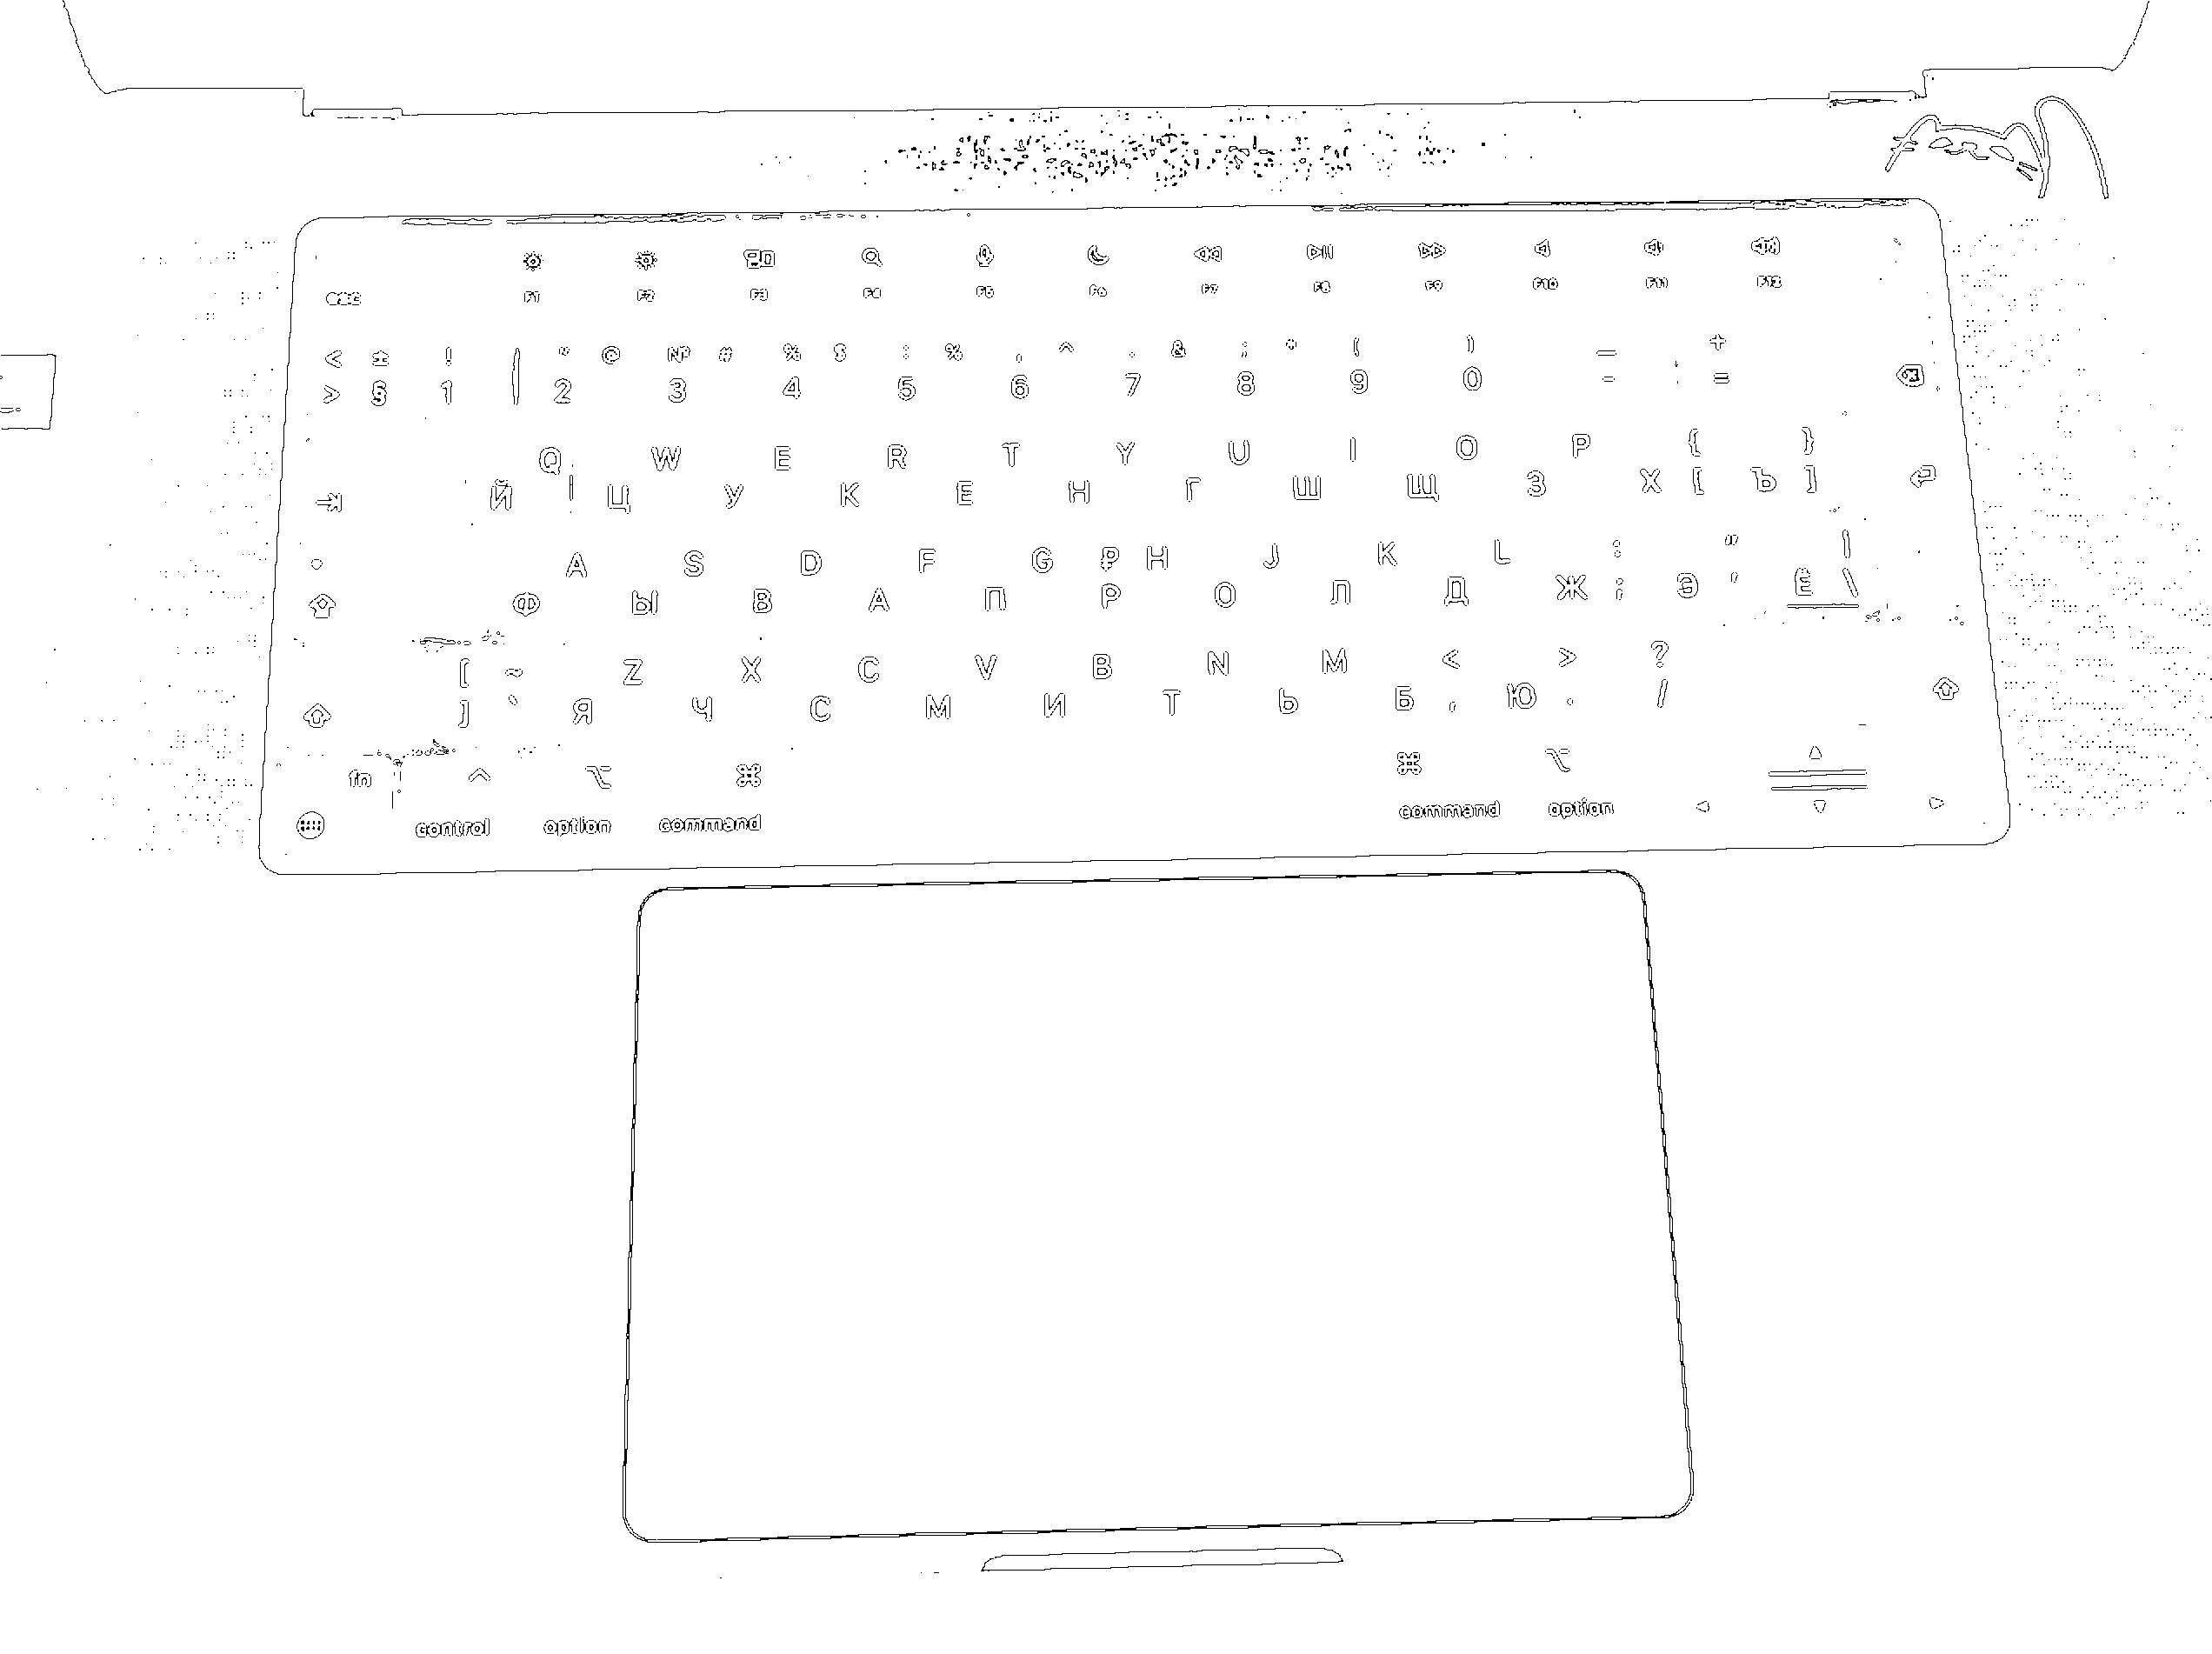 esc F1 F2 F3 F4 F5 F6 F7 F8 F9 F10 F11 F12
< ± ! " @ № # % $ : % , ^ . & ; * ( ) — +
> § 1 2 3 4 5 6 7 8 9 0 - =
Q W E R T Y U I O P { }
Й Ц У К Е Н Г Ш Щ З Х [ Ъ ]
A S D F G ₽ H J K L : " |
Ф Ы В А П Р О Л Д Ж ; Э ' Ё \
[ ~ Z X C V B N M < > ?
] ` Я Ч С М И Т Ь Б , Ю . /
fn ^ ⌥ ⌘ ⌘ ⌥
control option command command option